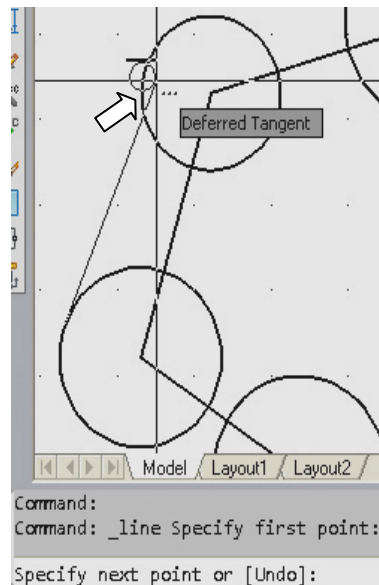 Deferred Tangent
Model Layout1 Layout2
Command:
Command: _line Specify first point:
Specify next point or [Undo]: